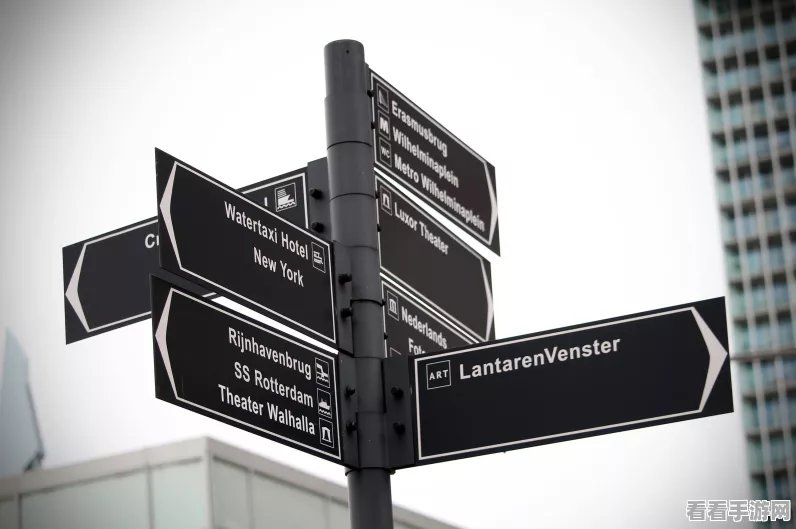 Erasmusbrug
M Wilhelminaplein
WC Metro Wilhelminaplein
Luxor Theater
Nederlands
Watertaxi Hotel
New York
Rijnhavenbrug
SS Rotterdam
Theater Walhalla
ART LantarenVenster
看看手游网